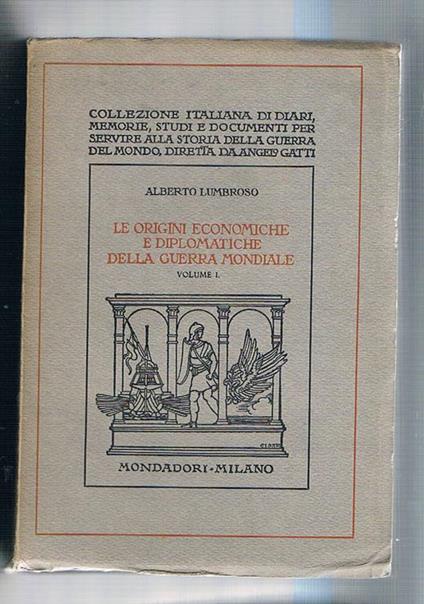 COLLEZIONE ITALIANA DI DIARI,
MEMORIE, STUDI E DOCUMENTI PER
SERVIRE ALLA STORIA DELLA GUERRA
DEL MONDO, DIRETTA DA ANGELO GATTI
ALBERTO LUMBROSO
LE ORIGINI ECONOMICHE
E DIPLOMATICHE
DELLA GUERRA MONDIALE
VOLUME I.
MONDADORI • MILANO